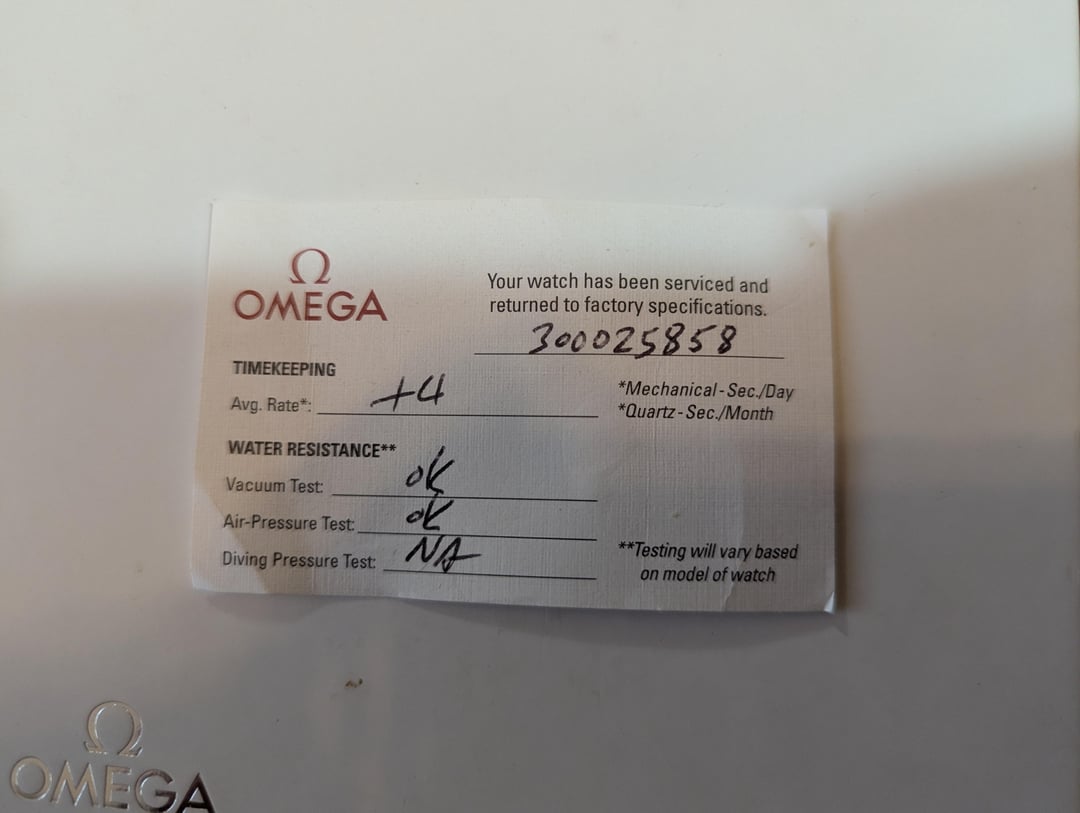 Ω
OMEGA
Your watch has been serviced and
returned to factory specifications.
300025858
TIMEKEEPING
Avg. Rate*: +4
*Mechanical - Sec./Day
*Quartz - Sec./Month
WATER RESISTANCE**
Vacuum Test: OK
Air-Pressure Test: OK
Diving Pressure Test: NA
**Testing will vary based
on model of watch
Ω
OMEGA